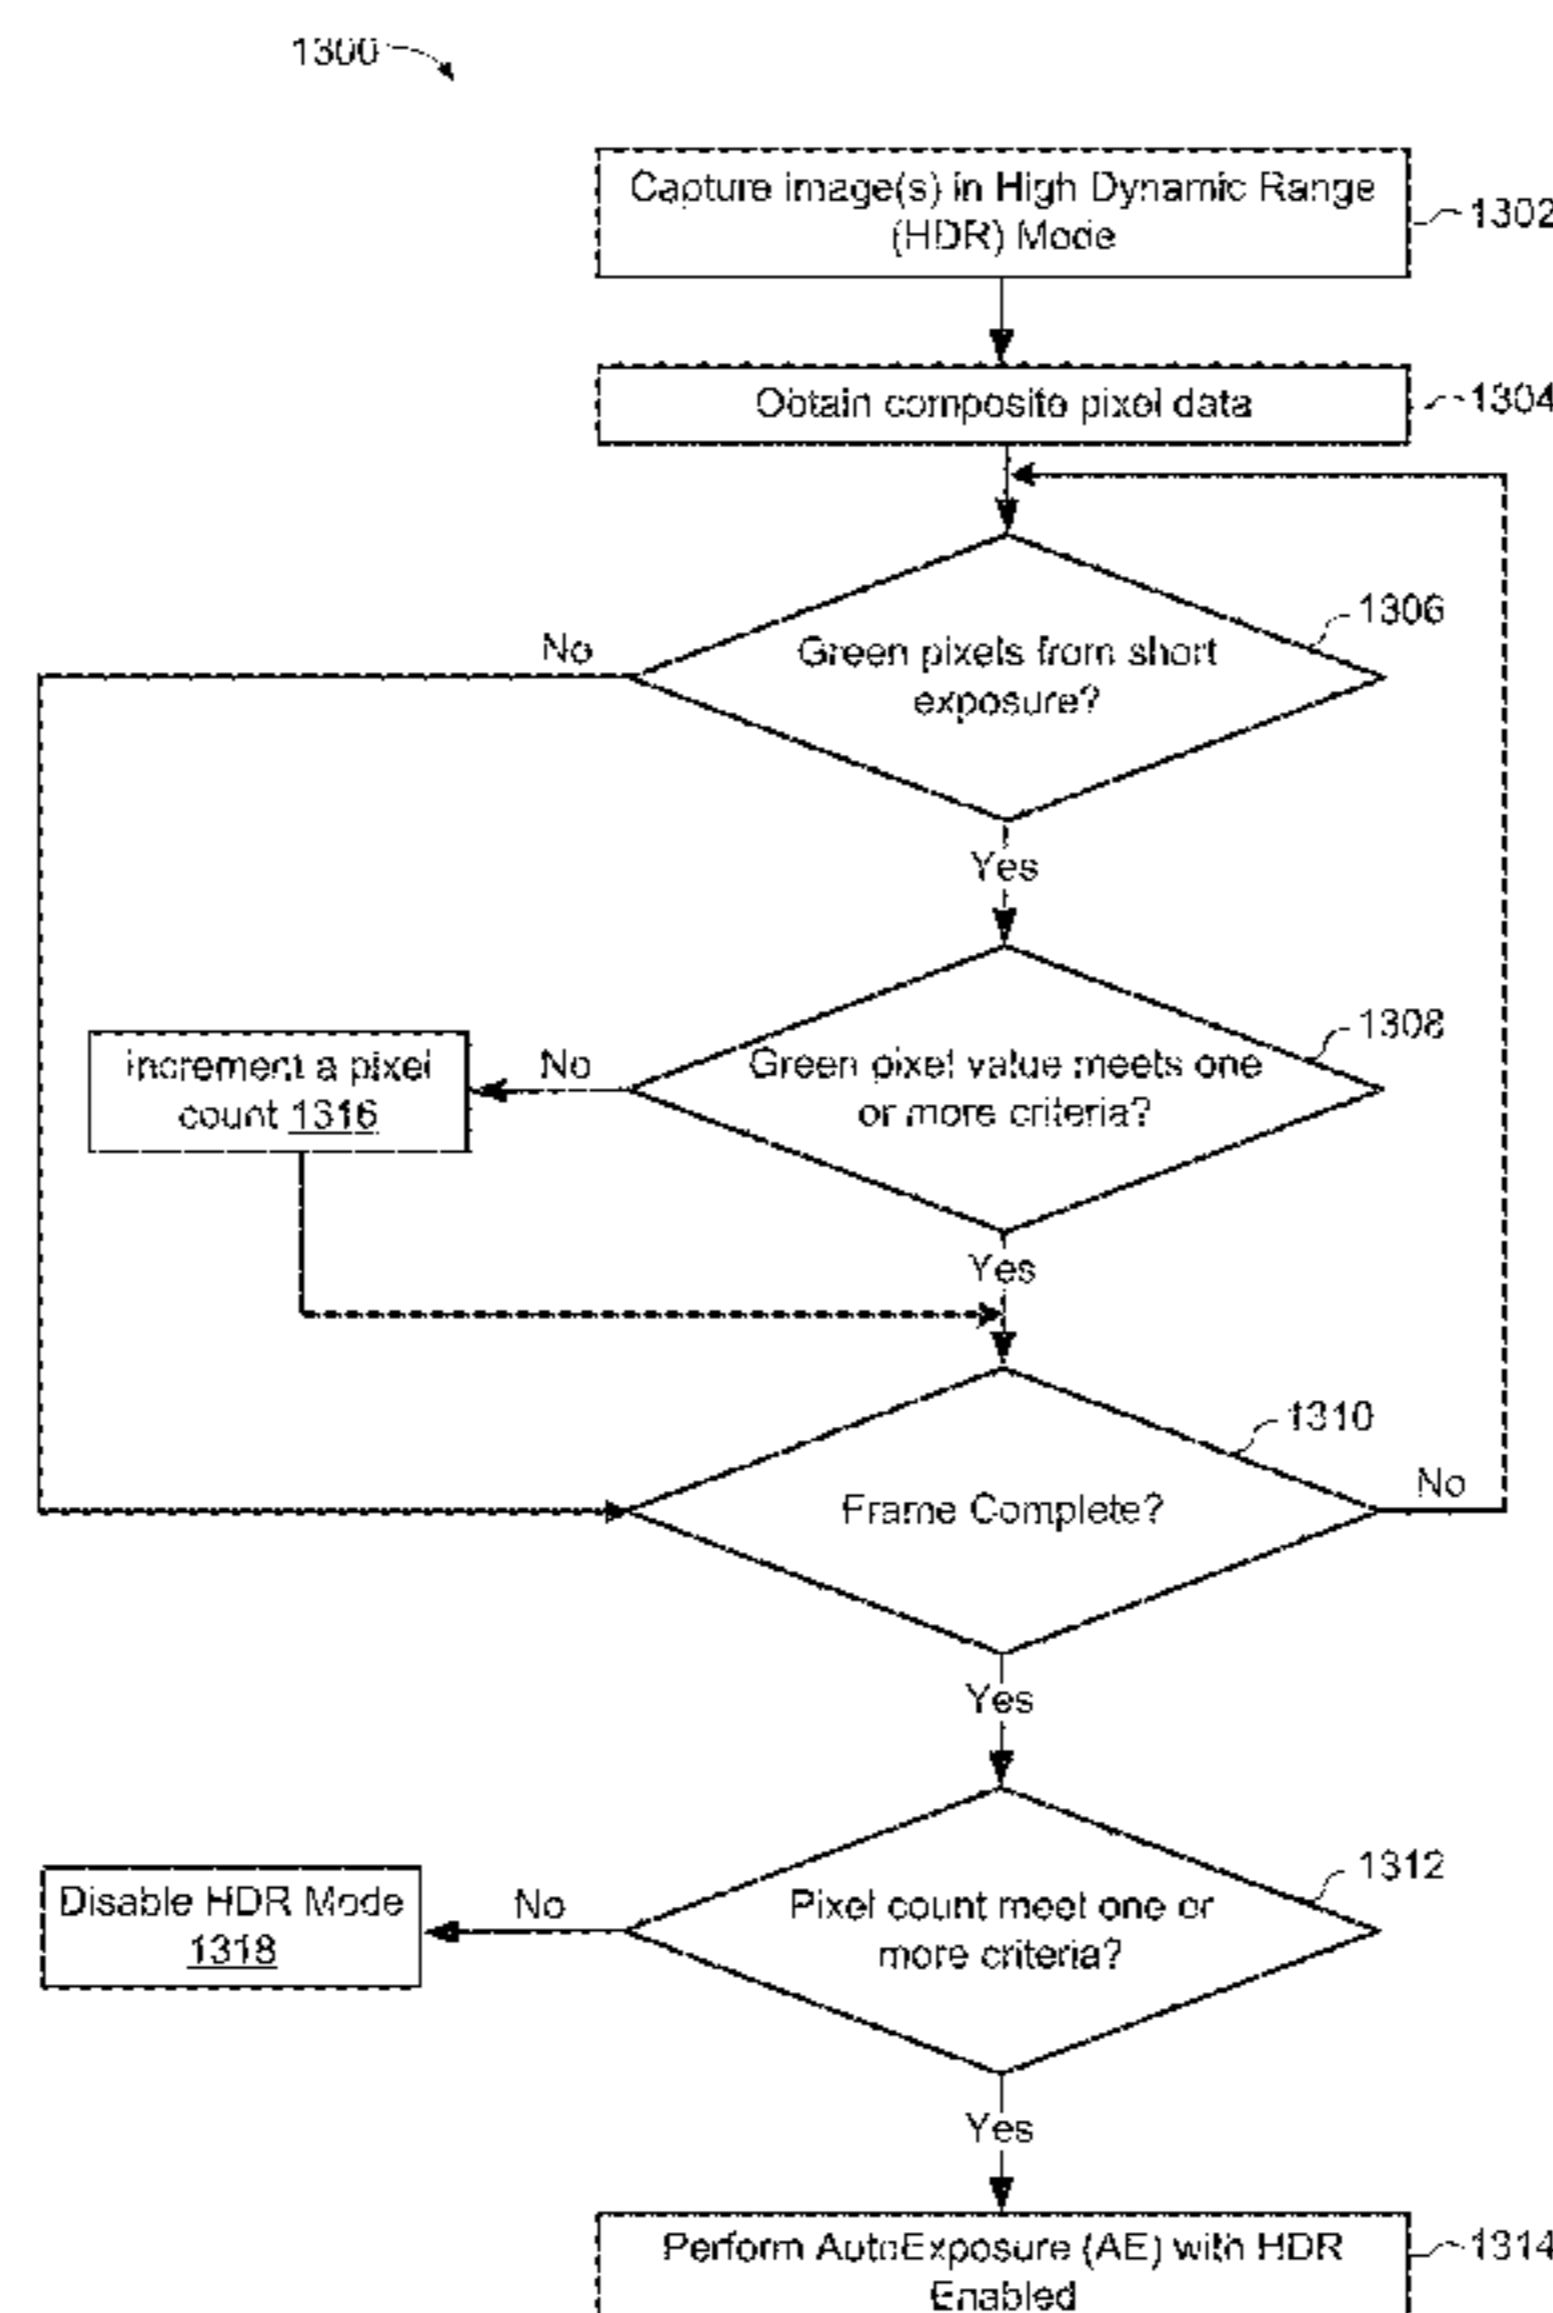 1300
Capture image(s) in High Dynamic Range
(HDR) Mode
1302
Obtain composite pixel data
1304
Green pixels from short
exposure?
1306
No
Yes
Green pixel value meets one
or more criteria?
1308
No
Increment a pixel
count 1316
Yes
Frame Complete?
1310
No
Yes
Pixel count meet one or
more criteria?
1312
No
Disable HDR Mode
1318
Yes
Perform AutoExposure (AE) with HDR
Enabled
1314